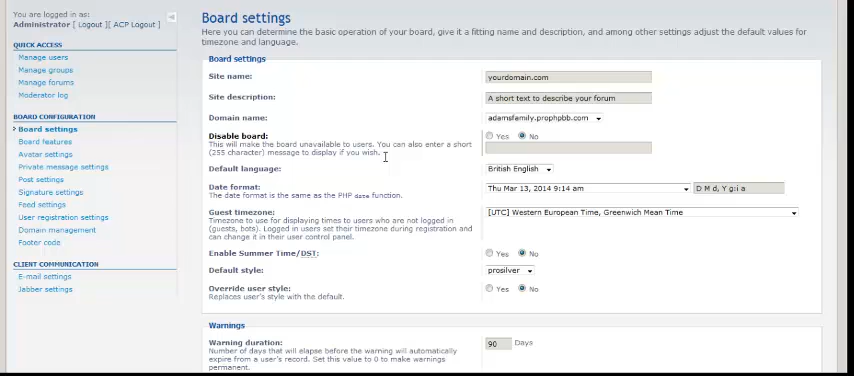 You are logged in as:
Administrator [ Logout ][ ACP Logout ]
QUICK ACCESS
Manage users
Manage groups
Manage forums
Moderator log
BOARD CONFIGURATION
Board settings
Board features
Avatar settings
Private message settings
Post settings
Signature settings
Feed settings
User registration settings
Domain management
Footer code
CLIENT COMMUNICATION
E-mail settings
Jabber settings
Board settings
Here you can determine the basic operation of your board, give it a fitting name and description, and among other settings adjust the default values for
timezone and language.
Board settings
Site name: yourdomain.com
Site description: A short text to describe your forum
Domain name: adamsfamily.prophpbb.com
Disable board: Yes No
This will make the board unavailable to users. You can also enter a short
(255 character) message to display if you wish.
Default language: British English
Date format: Thu Mar 13, 2014 9:14 am D M d, Y g:i a
The date format is the same as the PHP date function.
Guest timezone: [UTC] Western European Time, Greenwich Mean Time
Timezone to use for displaying times to users who are not logged in
(guests, bots). Logged in users set their timezone during registration and
can change it in their user control panel.
Enable Summer Time/DST: Yes No
Default style: prosilver
Override user style: Yes No
Replaces user's style with the default.
Warnings
Warning duration: 90 Days
Number of days that will elapse before the warning will automatically
expire from a user's record. Set this value to 0 to make warnings
permanent.